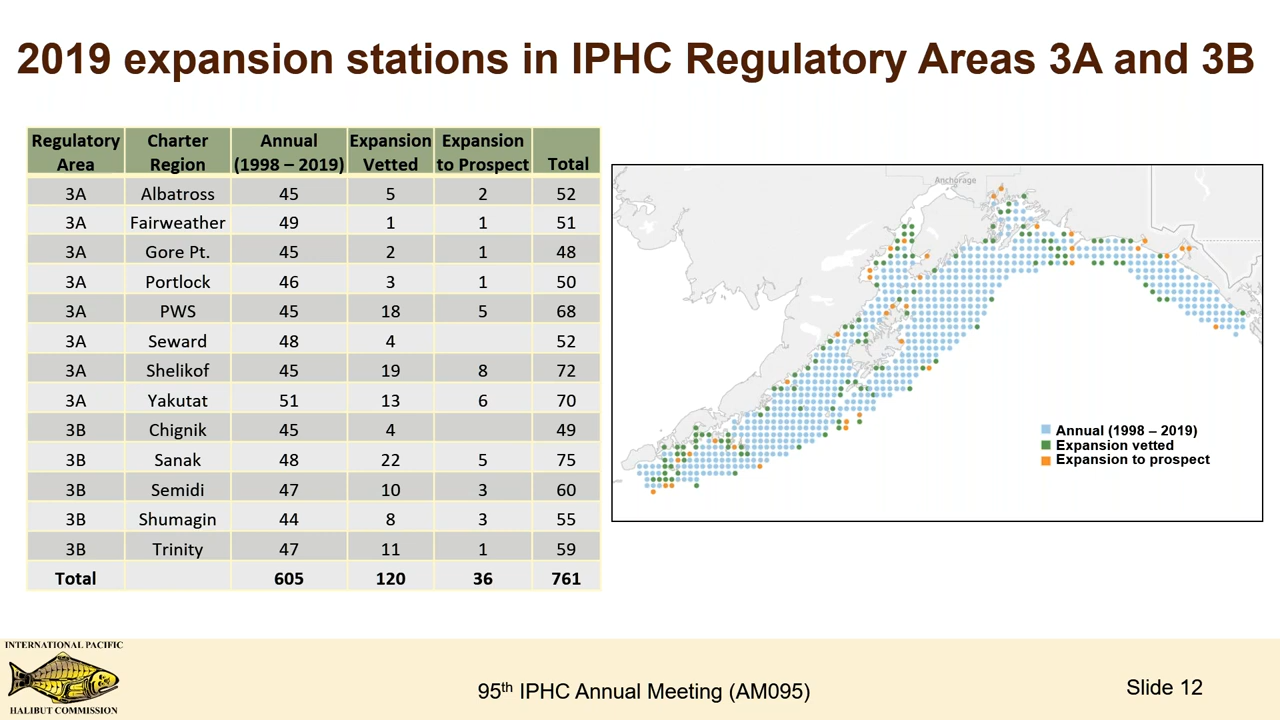 2019 expansion stations in IPHC Regulatory Areas 3A and 3B
Regulatory Area Charter Region Annual (1998 – 2019) Expansion Vetted Expansion to Prospect Total
3A Albatross 45 5 2 52
3A Fairweather 49 1 1 51
3A Gore Pt. 45 2 1 48
3A Portlock 46 3 1 50
3A PWS 45 18 5 68
3A Seward 48 4 52
3A Shelikof 45 19 8 72
3A Yakutat 51 13 6 70
3B Chignik 45 4 49
3B Sanak 48 22 5 75
3B Semidi 47 10 3 60
3B Shumagin 44 8 3 55
3B Trinity 47 11 1 59
Total 605 120 36 761
Anchorage
Annual (1998 – 2019)
Expansion vetted
Expansion to prospect
INTERNATIONAL PACIFIC
HALIBUT COMMISSION
95th IPHC Annual Meeting (AM095)
Slide 12